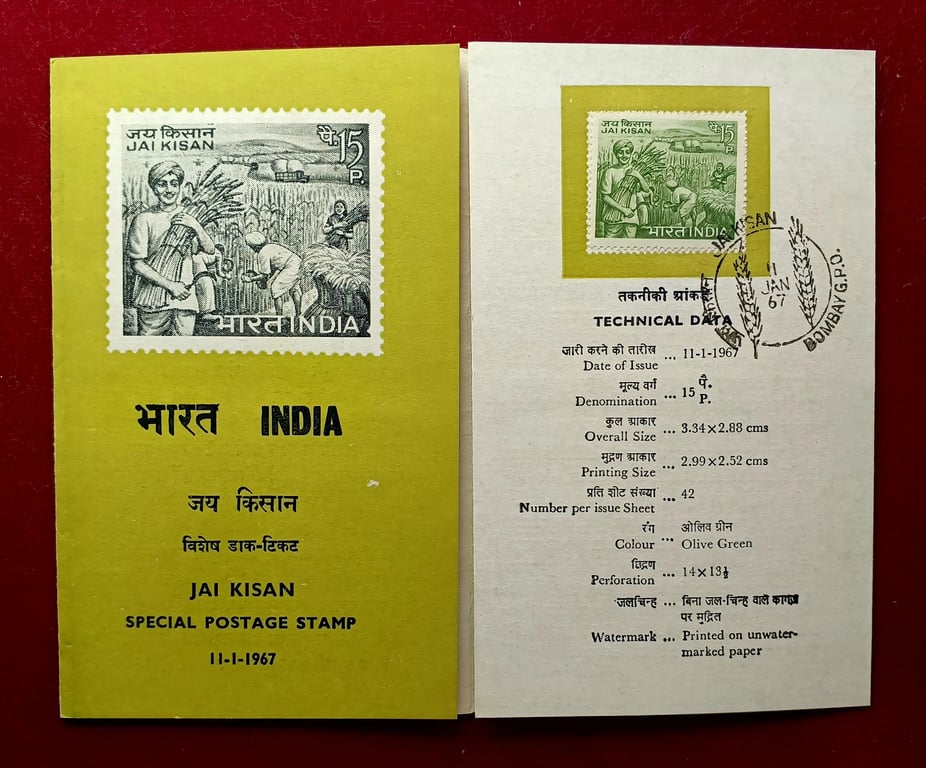 जय किसान
JAI KISAN
पै. 15
P.
भारत INDIA
भारत INDIA
जय किसान
विशेष डाक-टिकट
JAI KISAN
SPECIAL POSTAGE STAMP
11-1-1967
जय किसान
JAI KISAN
पै. 15
P.
भारत INDIA
JAI KISAN
11
JAN
67
BOMBAY G.P.O.
तकनीकी आंकड़े
TECHNICAL DATA
जारी करने की तारीख
Date of Issue ... 11-1-1967
मूल्य वर्ग
Denomination ... 15 पै. P.
कुल आकार
Overall Size ... 3.34×2.88 cms
मुद्रण आकार
Printing Size ... 2.99×2.52 cms
प्रति शीट संख्या
Number per issue Sheet ... 42
रंग ओलिव ग्रीन
Colour ... Olive Green
छिद्रण
Perforation ... 14×13½
जलचिन्ह ... बिना जल-चिन्ह वाले कागज़
पर मुद्रित
Watermark ... Printed on unwater-
marked paper